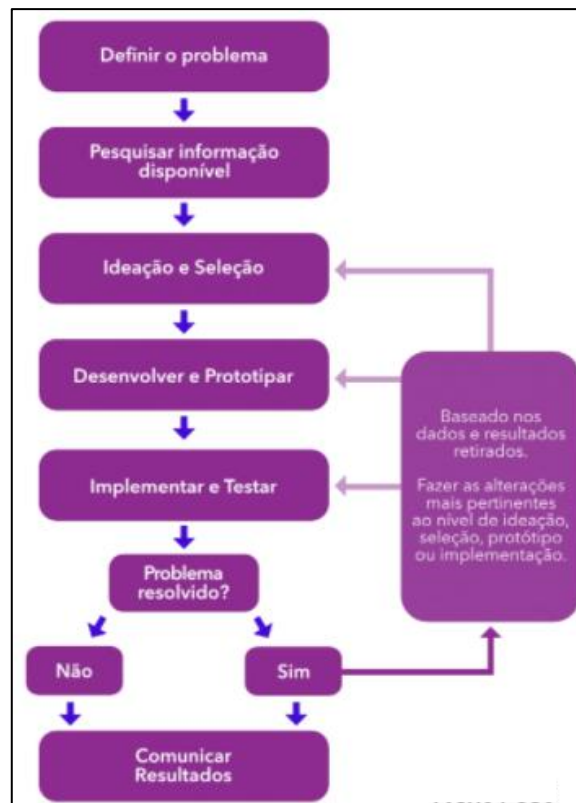 Definir o problema
Pesquisar informação
disponível
Ideação e Seleção
Desenvolver e Prototipar
Implementar e Testar
Problema
resolvido?
Não
Sim
Comunicar
Resultados
Baseado nos
dados e resultados
retirados.
Fazer as alterações
mais pertinentes
ao nível de ideação,
seleção, protótipo
ou implementação.